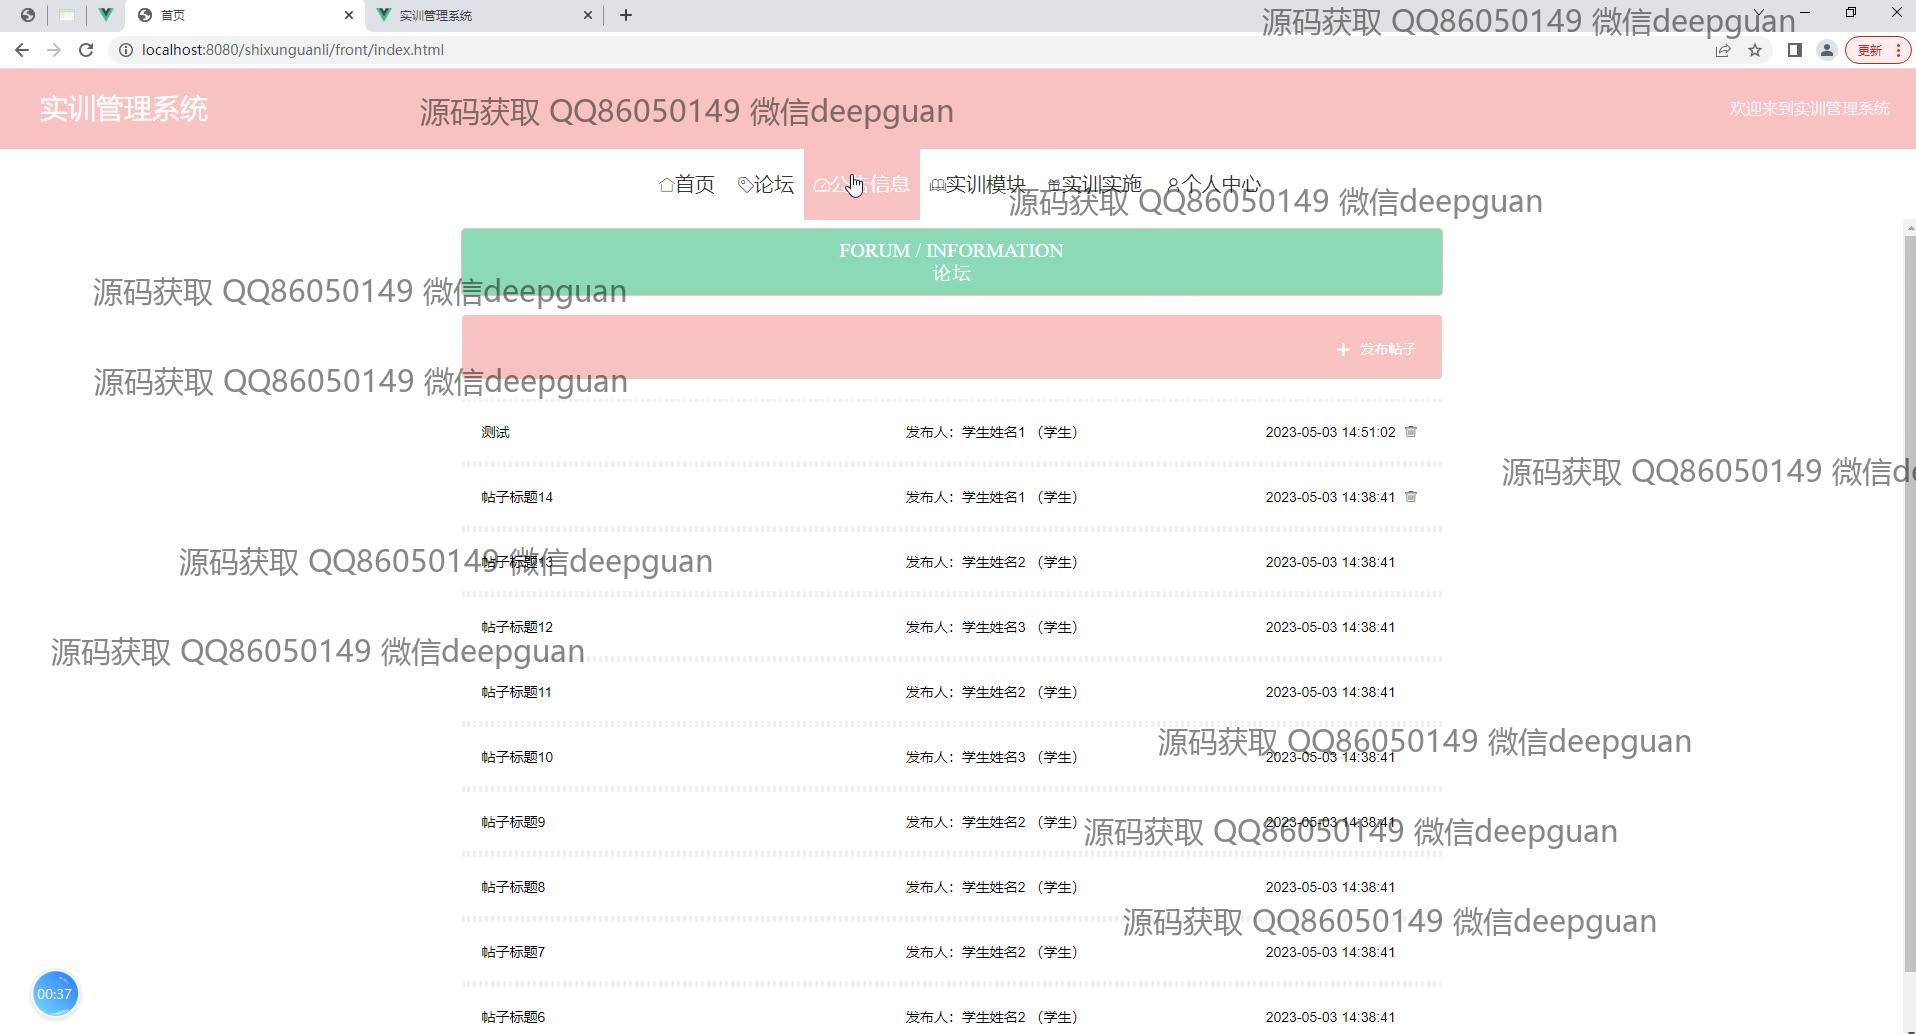 首页
实训管理系统
源码获取 QQ86050149 微信deepguan
localhost:8080/shixunguanli/front/index.html
更新
实训管理系统
源码获取 QQ86050149 微信deepguan
欢迎来到实训管理系统
首页
论坛
公告信息
实训模块
实训实施
个人中心
源码获取 QQ86050149 微信deepguan
FORUM / INFORMATION
论坛
源码获取 QQ86050149 微信deepguan
发布帖子
源码获取 QQ86050149 微信deepguan
测试 发布人：学生姓名1 （学生） 2023-05-03 14:51:02
源码获取 QQ86050149 微信de
帖子标题14 发布人：学生姓名1 （学生） 2023-05-03 14:38:41
帖子标题13 发布人：学生姓名2 （学生） 2023-05-03 14:38:41
源码获取 QQ86050149 微信deepguan
帖子标题12 发布人：学生姓名3 （学生） 2023-05-03 14:38:41
源码获取 QQ86050149 微信deepguan
帖子标题11 发布人：学生姓名2 （学生） 2023-05-03 14:38:41
源码获取 QQ86050149 微信deepguan
帖子标题10 发布人：学生姓名3 （学生） 2023-05-03 14:38:41
帖子标题9 发布人：学生姓名2 （学生） 2023-05-03 14:38:41
源码获取 QQ86050149 微信deepguan
帖子标题8 发布人：学生姓名2 （学生） 2023-05-03 14:38:41
源码获取 QQ86050149 微信deepguan
帖子标题7 发布人：学生姓名2 （学生） 2023-05-03 14:38:41
00:37
帖子标题6 发布人：学生姓名2 （学生） 2023-05-03 14:38:41